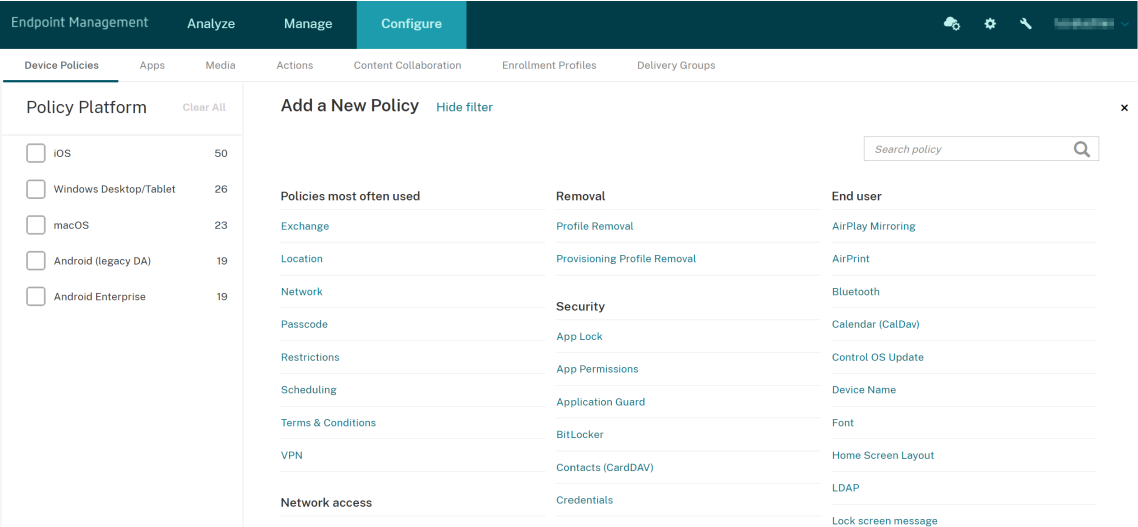 Endpoint Management Analyze Manage Configure
Device Policies Apps Media Actions Content Collaboration Enrollment Profiles Delivery Groups
Policy Platform Clear All
iOS 50
Windows Desktop/Tablet 26
macOS 23
Android (legacy DA) 19
Android Enterprise 19
Add a New Policy Hide filter
Search policy
Policies most often used
Exchange
Location
Network
Passcode
Restrictions
Scheduling
Terms & Conditions
VPN
Network access
Removal
Profile Removal
Provisioning Profile Removal
Security
App Lock
App Permissions
Application Guard
BitLocker
Contacts (CardDAV)
Credentials
End user
AirPlay Mirroring
AirPrint
Bluetooth
Calendar (CalDav)
Control OS Update
Device Name
Font
Home Screen Layout
LDAP
Lock screen message